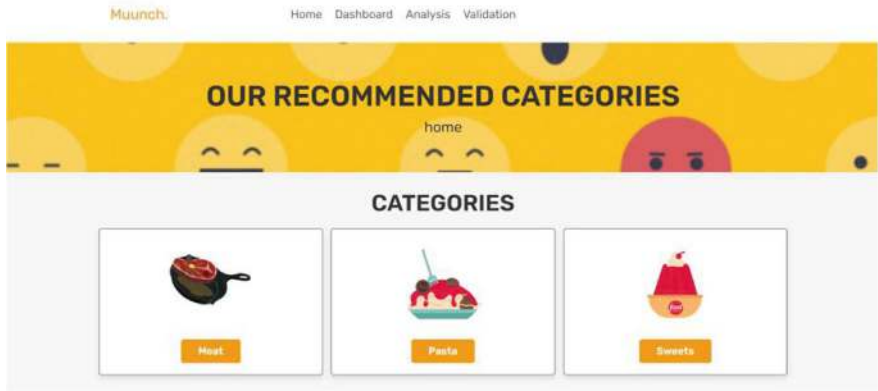 Muunch.
Home Dashboard Analysis Validation
OUR RECOMMENDED CATEGORIES
home
CATEGORIES
Meat Pasta Sweets